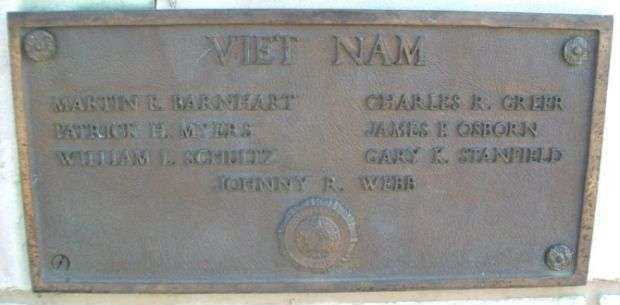 VIET NAM
MARTIN E. BARNHART CHARLES R. GREER
PATRICK H. MYERS JAMES F. OSBORN
WILLIAM L. SCHULTZ GARY K. STANFIELD
JOHNNY R. WEBB